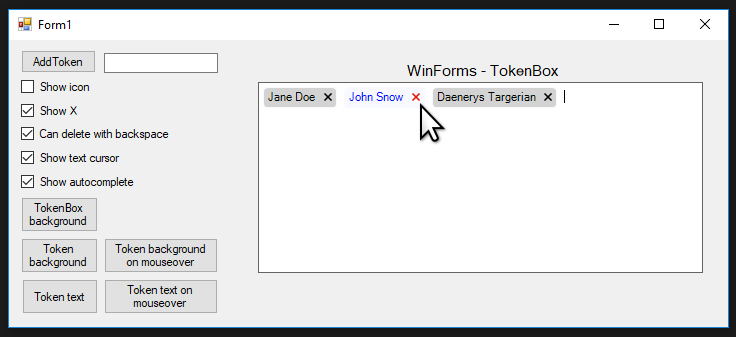 Form1
AddToken
Show icon
Show X
Can delete with backspace
Show text cursor
Show autocomplete
TokenBox
background
Token
background
Token background
on mouseover
Token text
Token text on
mouseover
WinForms - TokenBox
Jane Doe × John Snow × Daenerys Targerian ×